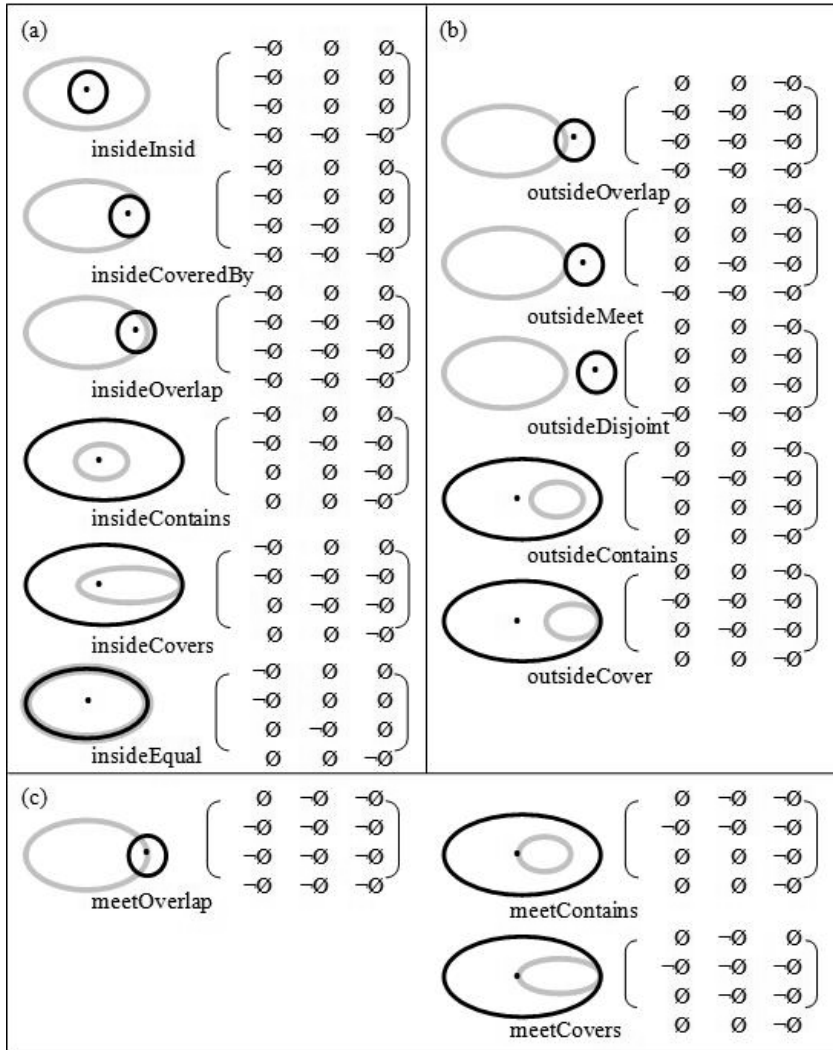 (a)
¬Ø Ø Ø
¬Ø Ø Ø
¬Ø Ø Ø
¬Ø ¬Ø ¬Ø
insideInsid
¬Ø Ø Ø
¬Ø Ø Ø
¬Ø ¬Ø Ø
¬Ø ¬Ø ¬Ø
insideCoveredBy
¬Ø Ø Ø
¬Ø ¬Ø ¬Ø
¬Ø ¬Ø ¬Ø
¬Ø ¬Ø ¬Ø
insideOverlap
¬Ø Ø Ø
¬Ø ¬Ø ¬Ø
Ø Ø ¬Ø
Ø Ø ¬Ø
insideContains
¬Ø Ø Ø
¬Ø ¬Ø ¬Ø
Ø ¬Ø ¬Ø
Ø Ø ¬Ø
insideCovers
¬Ø Ø Ø
¬Ø Ø Ø
Ø ¬Ø Ø
Ø Ø ¬Ø
insideEqual
(b)
Ø Ø ¬Ø
¬Ø ¬Ø ¬Ø
¬Ø ¬Ø ¬Ø
¬Ø ¬Ø ¬Ø
outsideOverlap
Ø Ø ¬Ø
Ø Ø ¬Ø
Ø ¬Ø ¬Ø
¬Ø ¬Ø ¬Ø
outsideMeet
Ø Ø ¬Ø
Ø Ø ¬Ø
Ø Ø ¬Ø
¬Ø ¬Ø ¬Ø
outsideDisjoint
Ø Ø ¬Ø
¬Ø ¬Ø ¬Ø
Ø Ø ¬Ø
Ø Ø ¬Ø
outsideContains
Ø Ø ¬Ø
¬Ø ¬Ø ¬Ø
Ø ¬Ø ¬Ø
Ø Ø ¬Ø
outsideCover
(c)
Ø ¬Ø ¬Ø
¬Ø ¬Ø ¬Ø
¬Ø ¬Ø ¬Ø
¬Ø ¬Ø ¬Ø
meetOverlap
Ø ¬Ø ¬Ø
¬Ø ¬Ø ¬Ø
Ø Ø ¬Ø
Ø Ø ¬Ø
meetContains
Ø ¬Ø Ø
¬Ø ¬Ø ¬Ø
Ø ¬Ø ¬Ø
Ø Ø ¬Ø
meetCovers